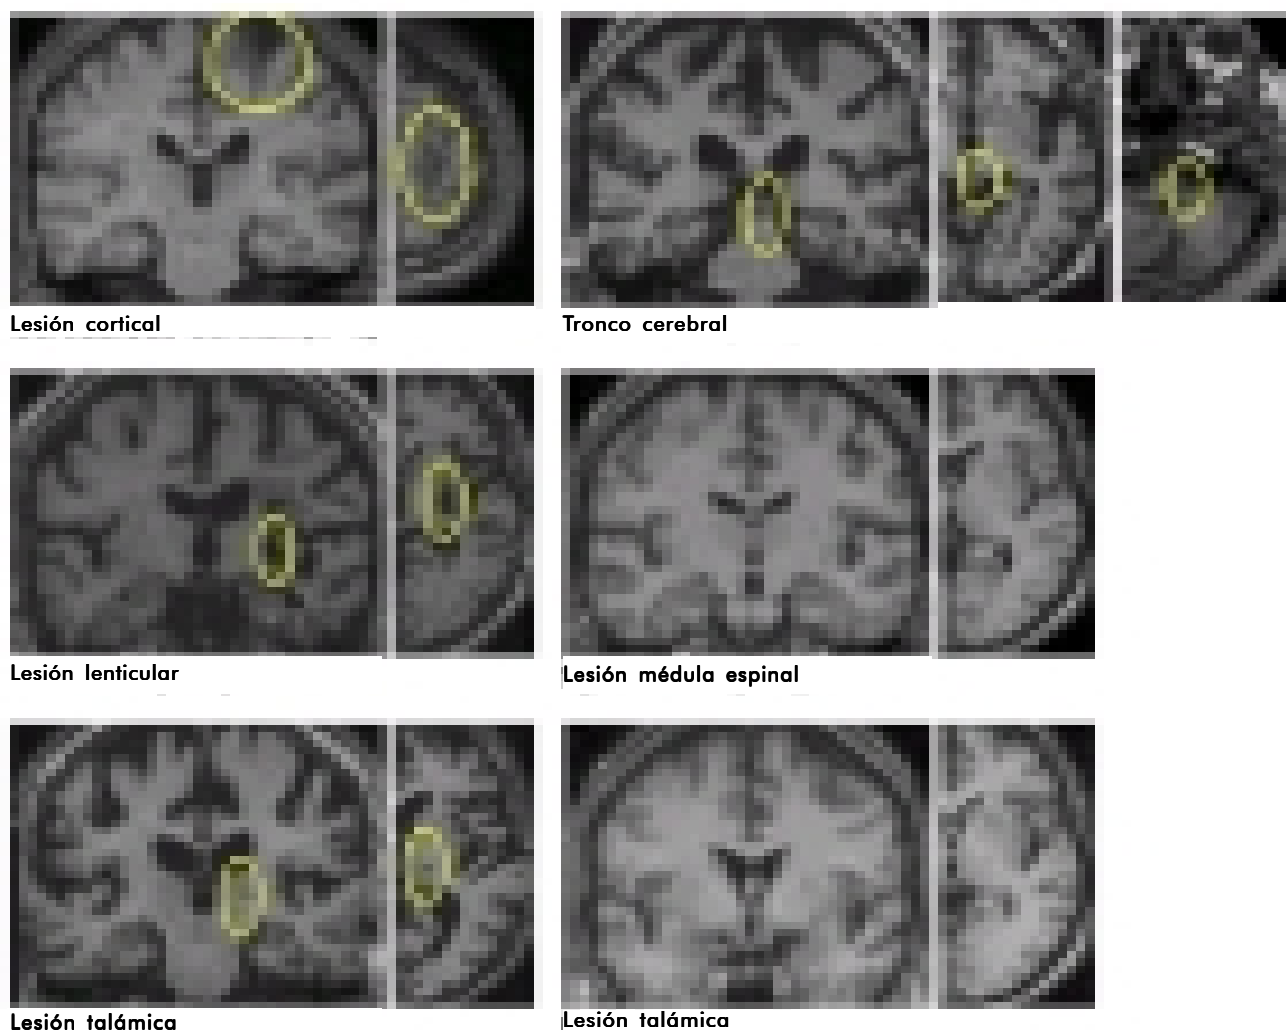 Lesión cortical
Tronco cerebral
Lesión lenticular
Lesión médula espinal
Lesión talámica
Lesión talámica